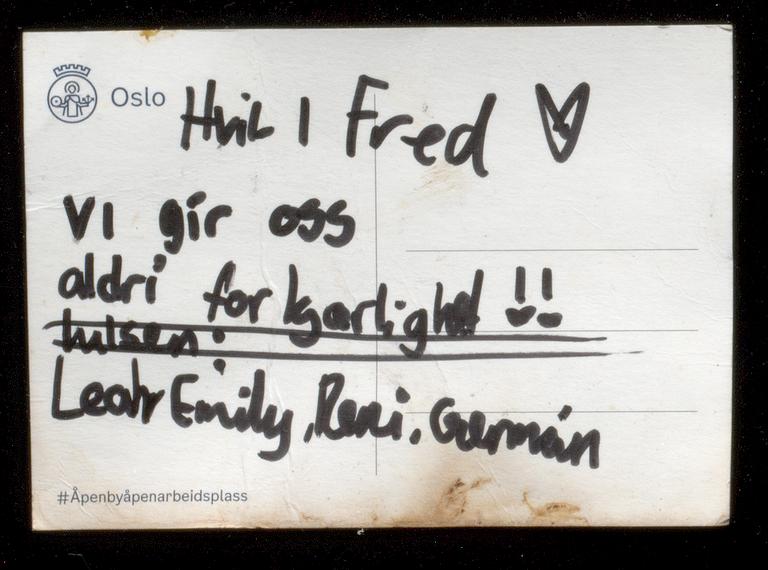 Oslo
Hvil I Fred
Vi gir oss
aldri for kjærlighet !!
hilsen:
Leah Emily, Reni, Germán
#Åpenbyåpenarbeidsplass